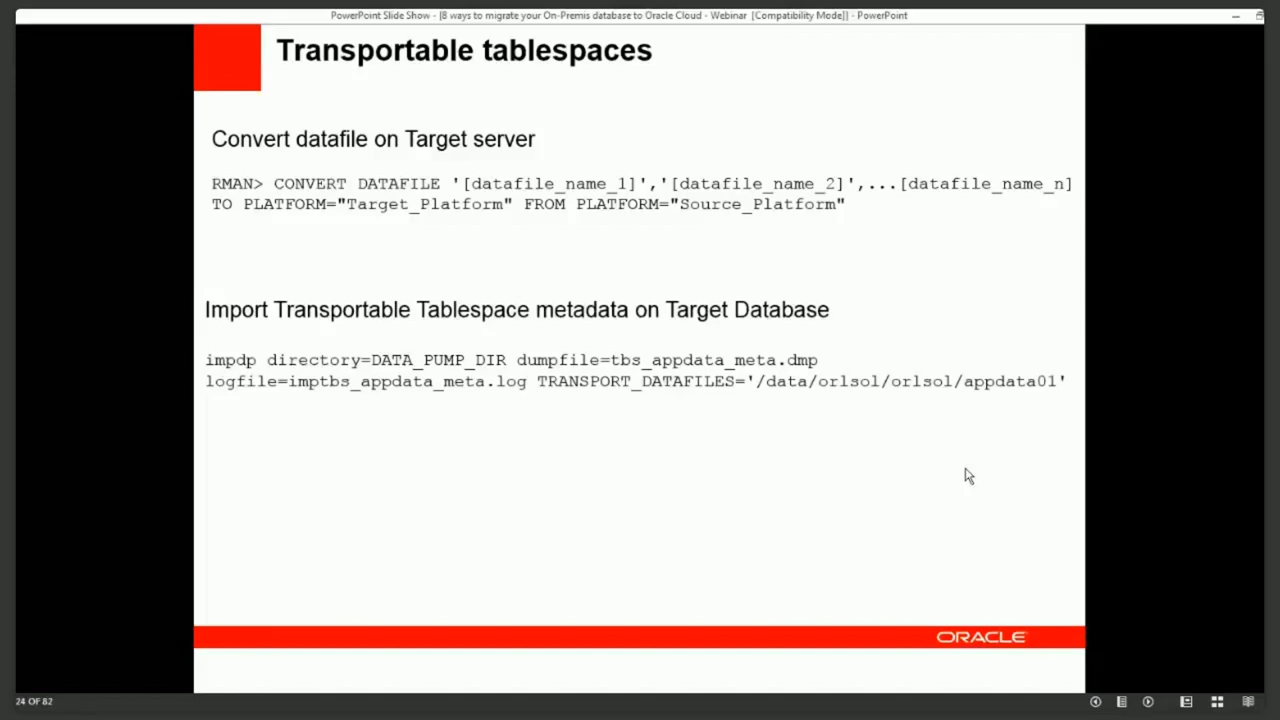 PowerPoint Slide Show - [8 ways to migrate your On-Premis database to Oracle Cloud - Webinar [Compatibility Mode]] - PowerPoint
Transportable tablespaces
Convert datafile on Target server
RMAN> CONVERT DATAFILE '[datafile_name_1]','[datafile_name_2]',...[datafile_name_n]
TO PLATFORM="Target_Platform" FROM PLATFORM="Source_Platform"
Import Transportable Tablespace metadata on Target Database
impdp directory=DATA_PUMP_DIR dumpfile=tbs_appdata_meta.dmp
logfile=imptbs_appdata_meta.log TRANSPORT_DATAFILES='/data/orlsol/orlsol/appdata01'
ORACLE
24 OF 82